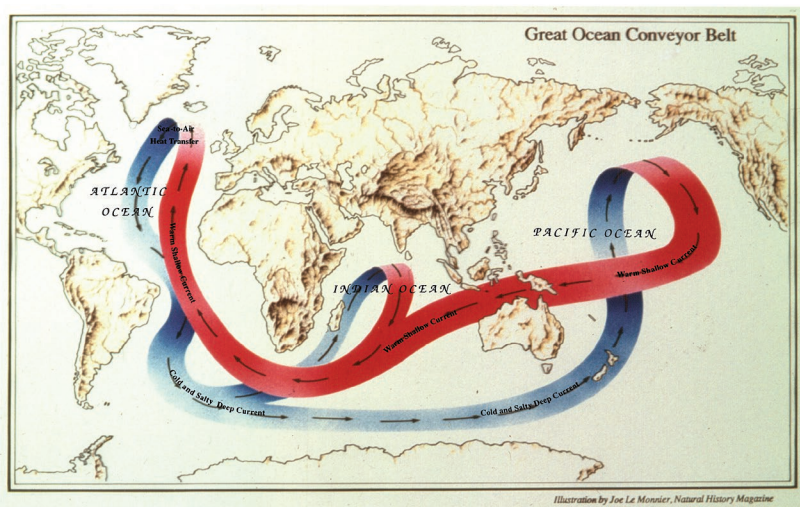 Great Ocean Conveyor Belt
Sea-to-Air
Heat Transfer
ATLANTIC
OCEAN
PACIFIC OCEAN
INDIAN OCEAN
Warm Shallow Current
Warm Shallow Current
Warm Shallow Current
Cold and Salty Deep Current
Cold and Salty Deep Current
Illustration by Joe Le Monnier, Natural History Magazine